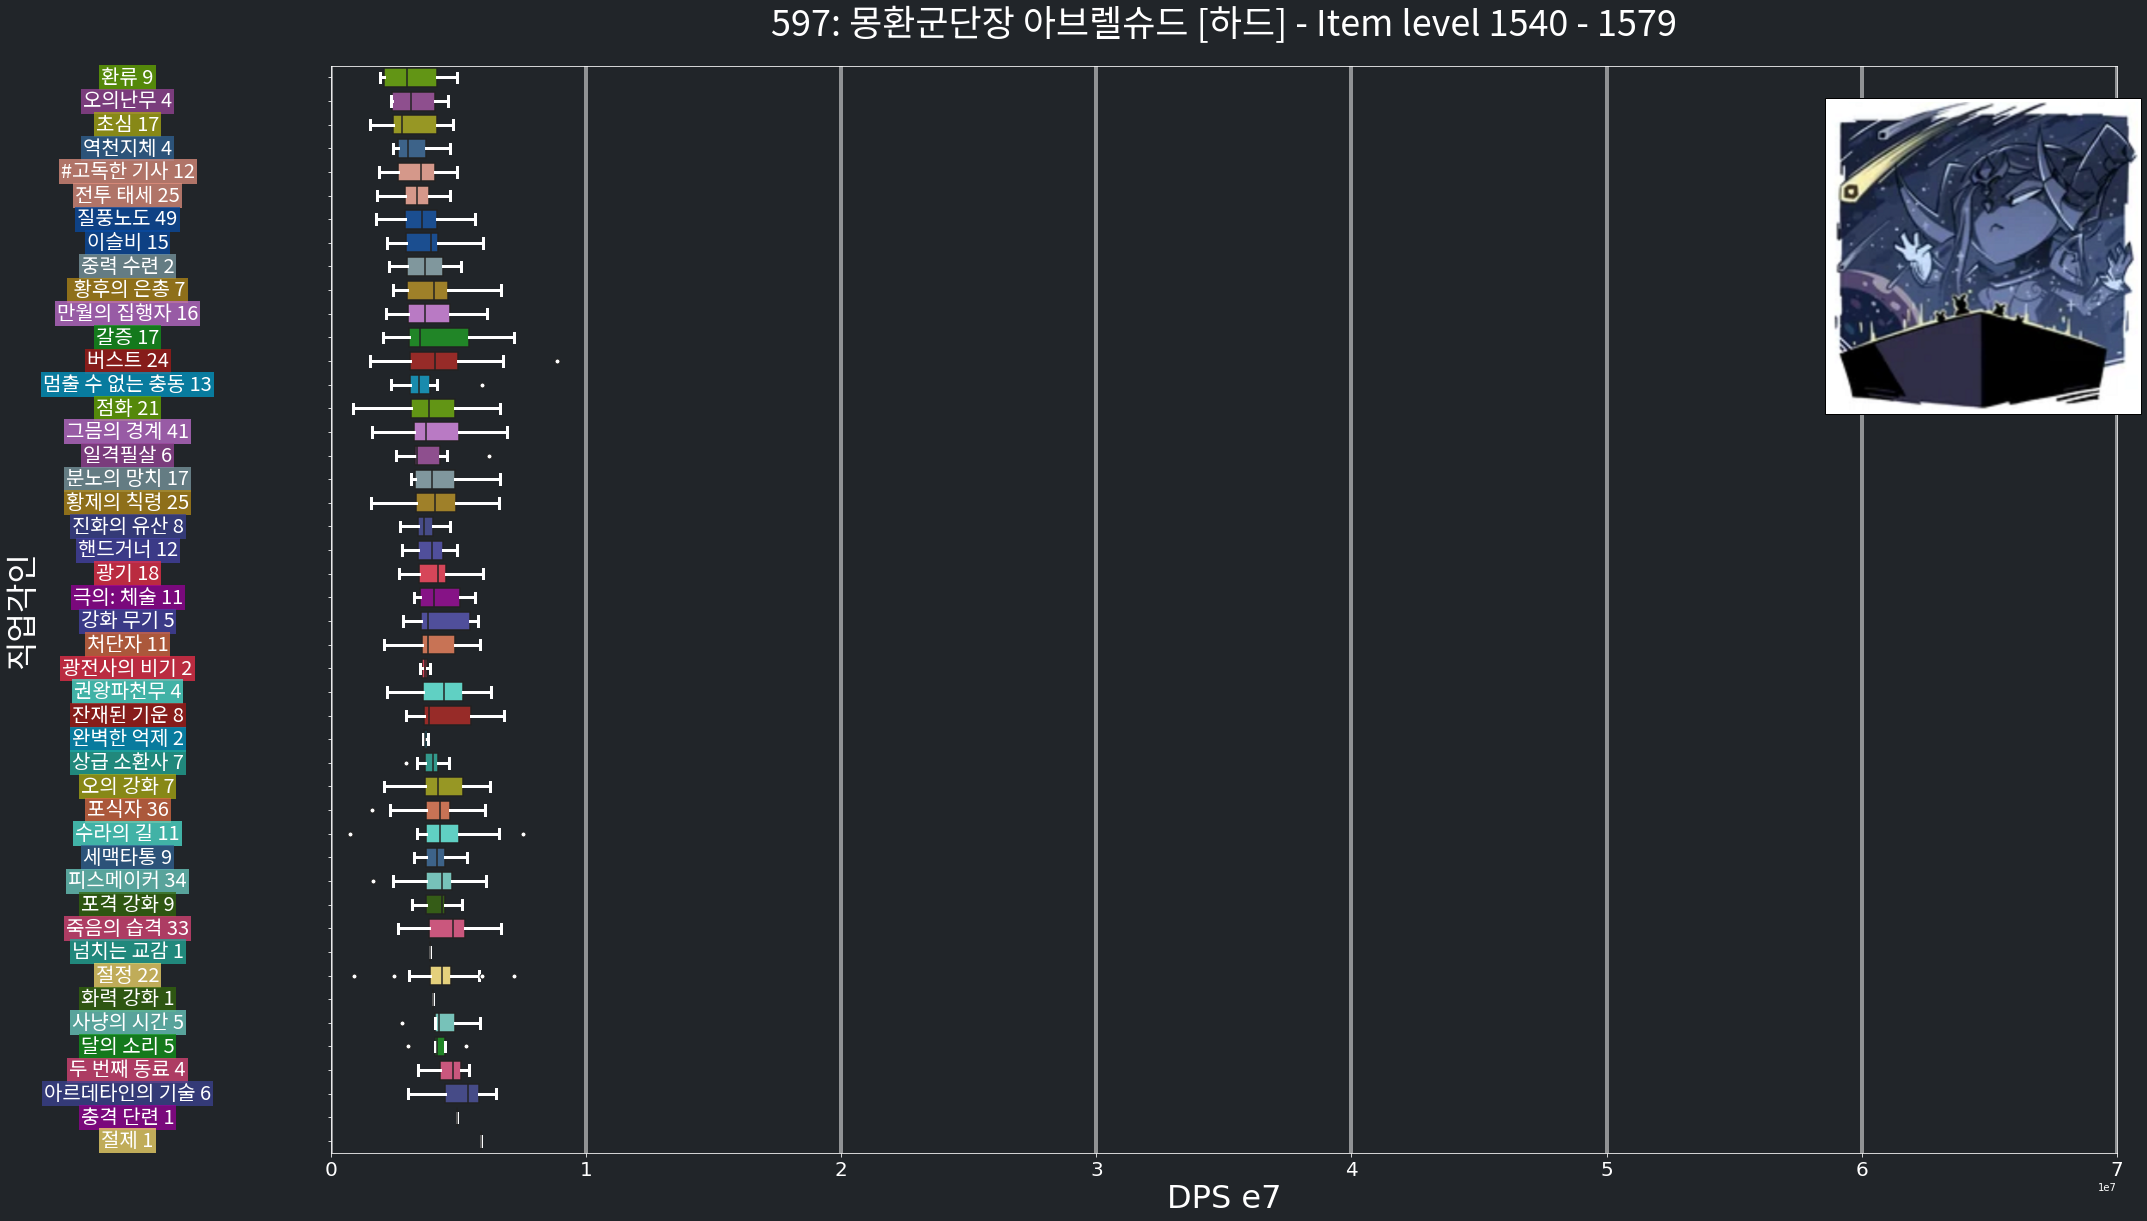 597: 몽환군단장 아브렐슈드 [하드] - Item level 1540 - 1579
직업각인
환류 9
오의난무 4
초심 17
역천지체 4
#고독한 기사 12
전투 태세 25
질풍노도 49
이슬비 15
중력 수련 2
황후의 은총 7
만월의 집행자 16
갈증 17
버스트 24
멈출 수 없는 충동 13
점화 21
그믐의 경계 41
일격필살 6
분노의 망치 17
황제의 칙령 25
진화의 유산 8
핸드거너 12
광기 18
극의: 체술 11
강화 무기 5
처단자 11
광전사의 비기 2
권왕파천무 4
잔재된 기운 8
완벽한 억제 2
상급 소환사 7
오의 강화 7
포식자 36
수라의 길 11
세맥타통 9
피스메이커 34
포격 강화 9
죽음의 습격 33
넘치는 교감 1
절정 22
화력 강화 1
사냥의 시간 5
달의 소리 5
두 번째 동료 4
아르데타인의 기술 6
충격 단련 1
절제 1
0 1 2 3 4 5 6 7
1e7
DPS e7